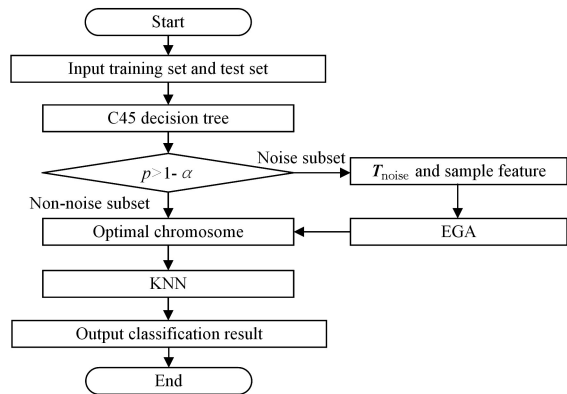 Start
Input training set and test set
C45 decision tree
p>1-α
Noise subset
T_noise and sample feature
Non-noise subset
Optimal chromosome
EGA
KNN
Output classification result
End